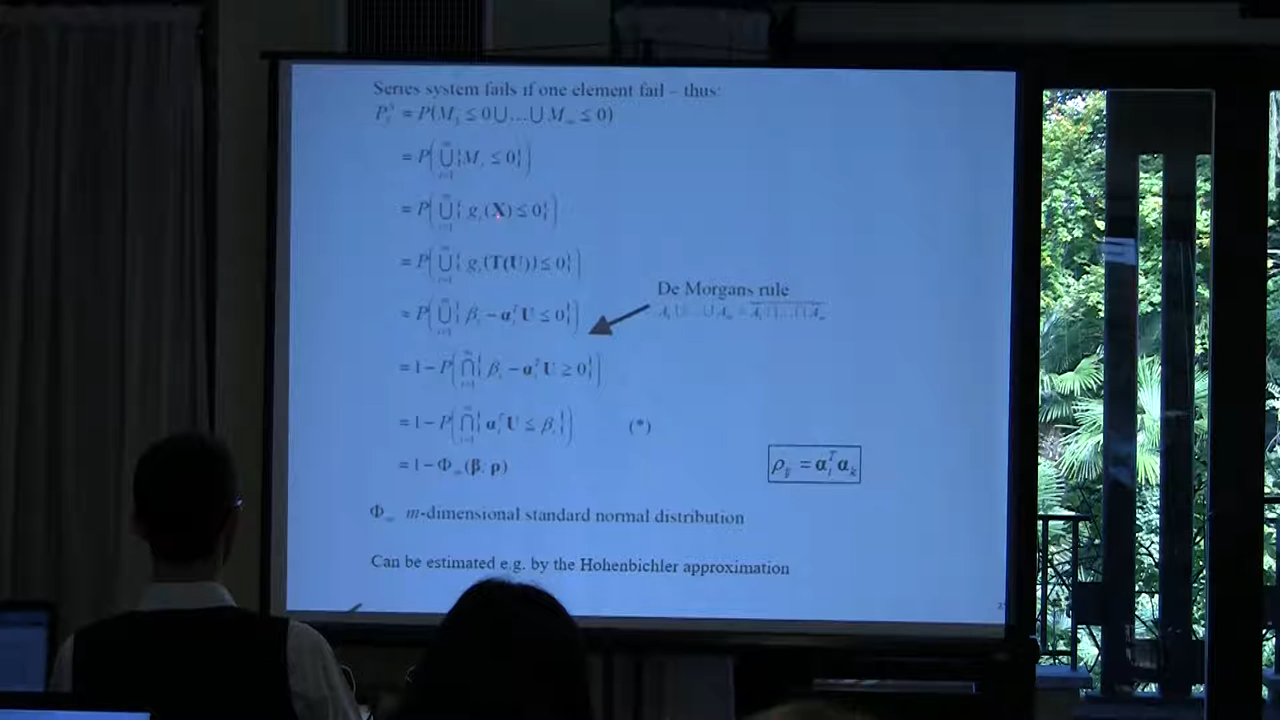 Series system fails if one element fail – thus:
P_f^S = P(M_1 ≤ 0 ∪ … ∪ M_m ≤ 0)
= P( ⋃_{i=1}^m { M_i ≤ 0 } )
= P( ⋃_{i=1}^m { g_i(X) ≤ 0 } )
= P( ⋃_{i=1}^m { g_i(T(U)) ≤ 0 } )
De Morgans rule
≈ P( ⋃_{i=1}^m { β_i − α_i^T U ≤ 0 } )
= 1 − P( ⋂_{i=1}^m { β_i − α_i^T U ≥ 0 } )
= 1 − P( ⋂_{i=1}^m { α_i^T U ≤ β_i } ) (*)
= 1 − Φ_m(β, ρ)
α_i^T α_k
Φ_m m-dimensional standard normal distribution
Can be estimated e.g. by the Hohenbichler approximation